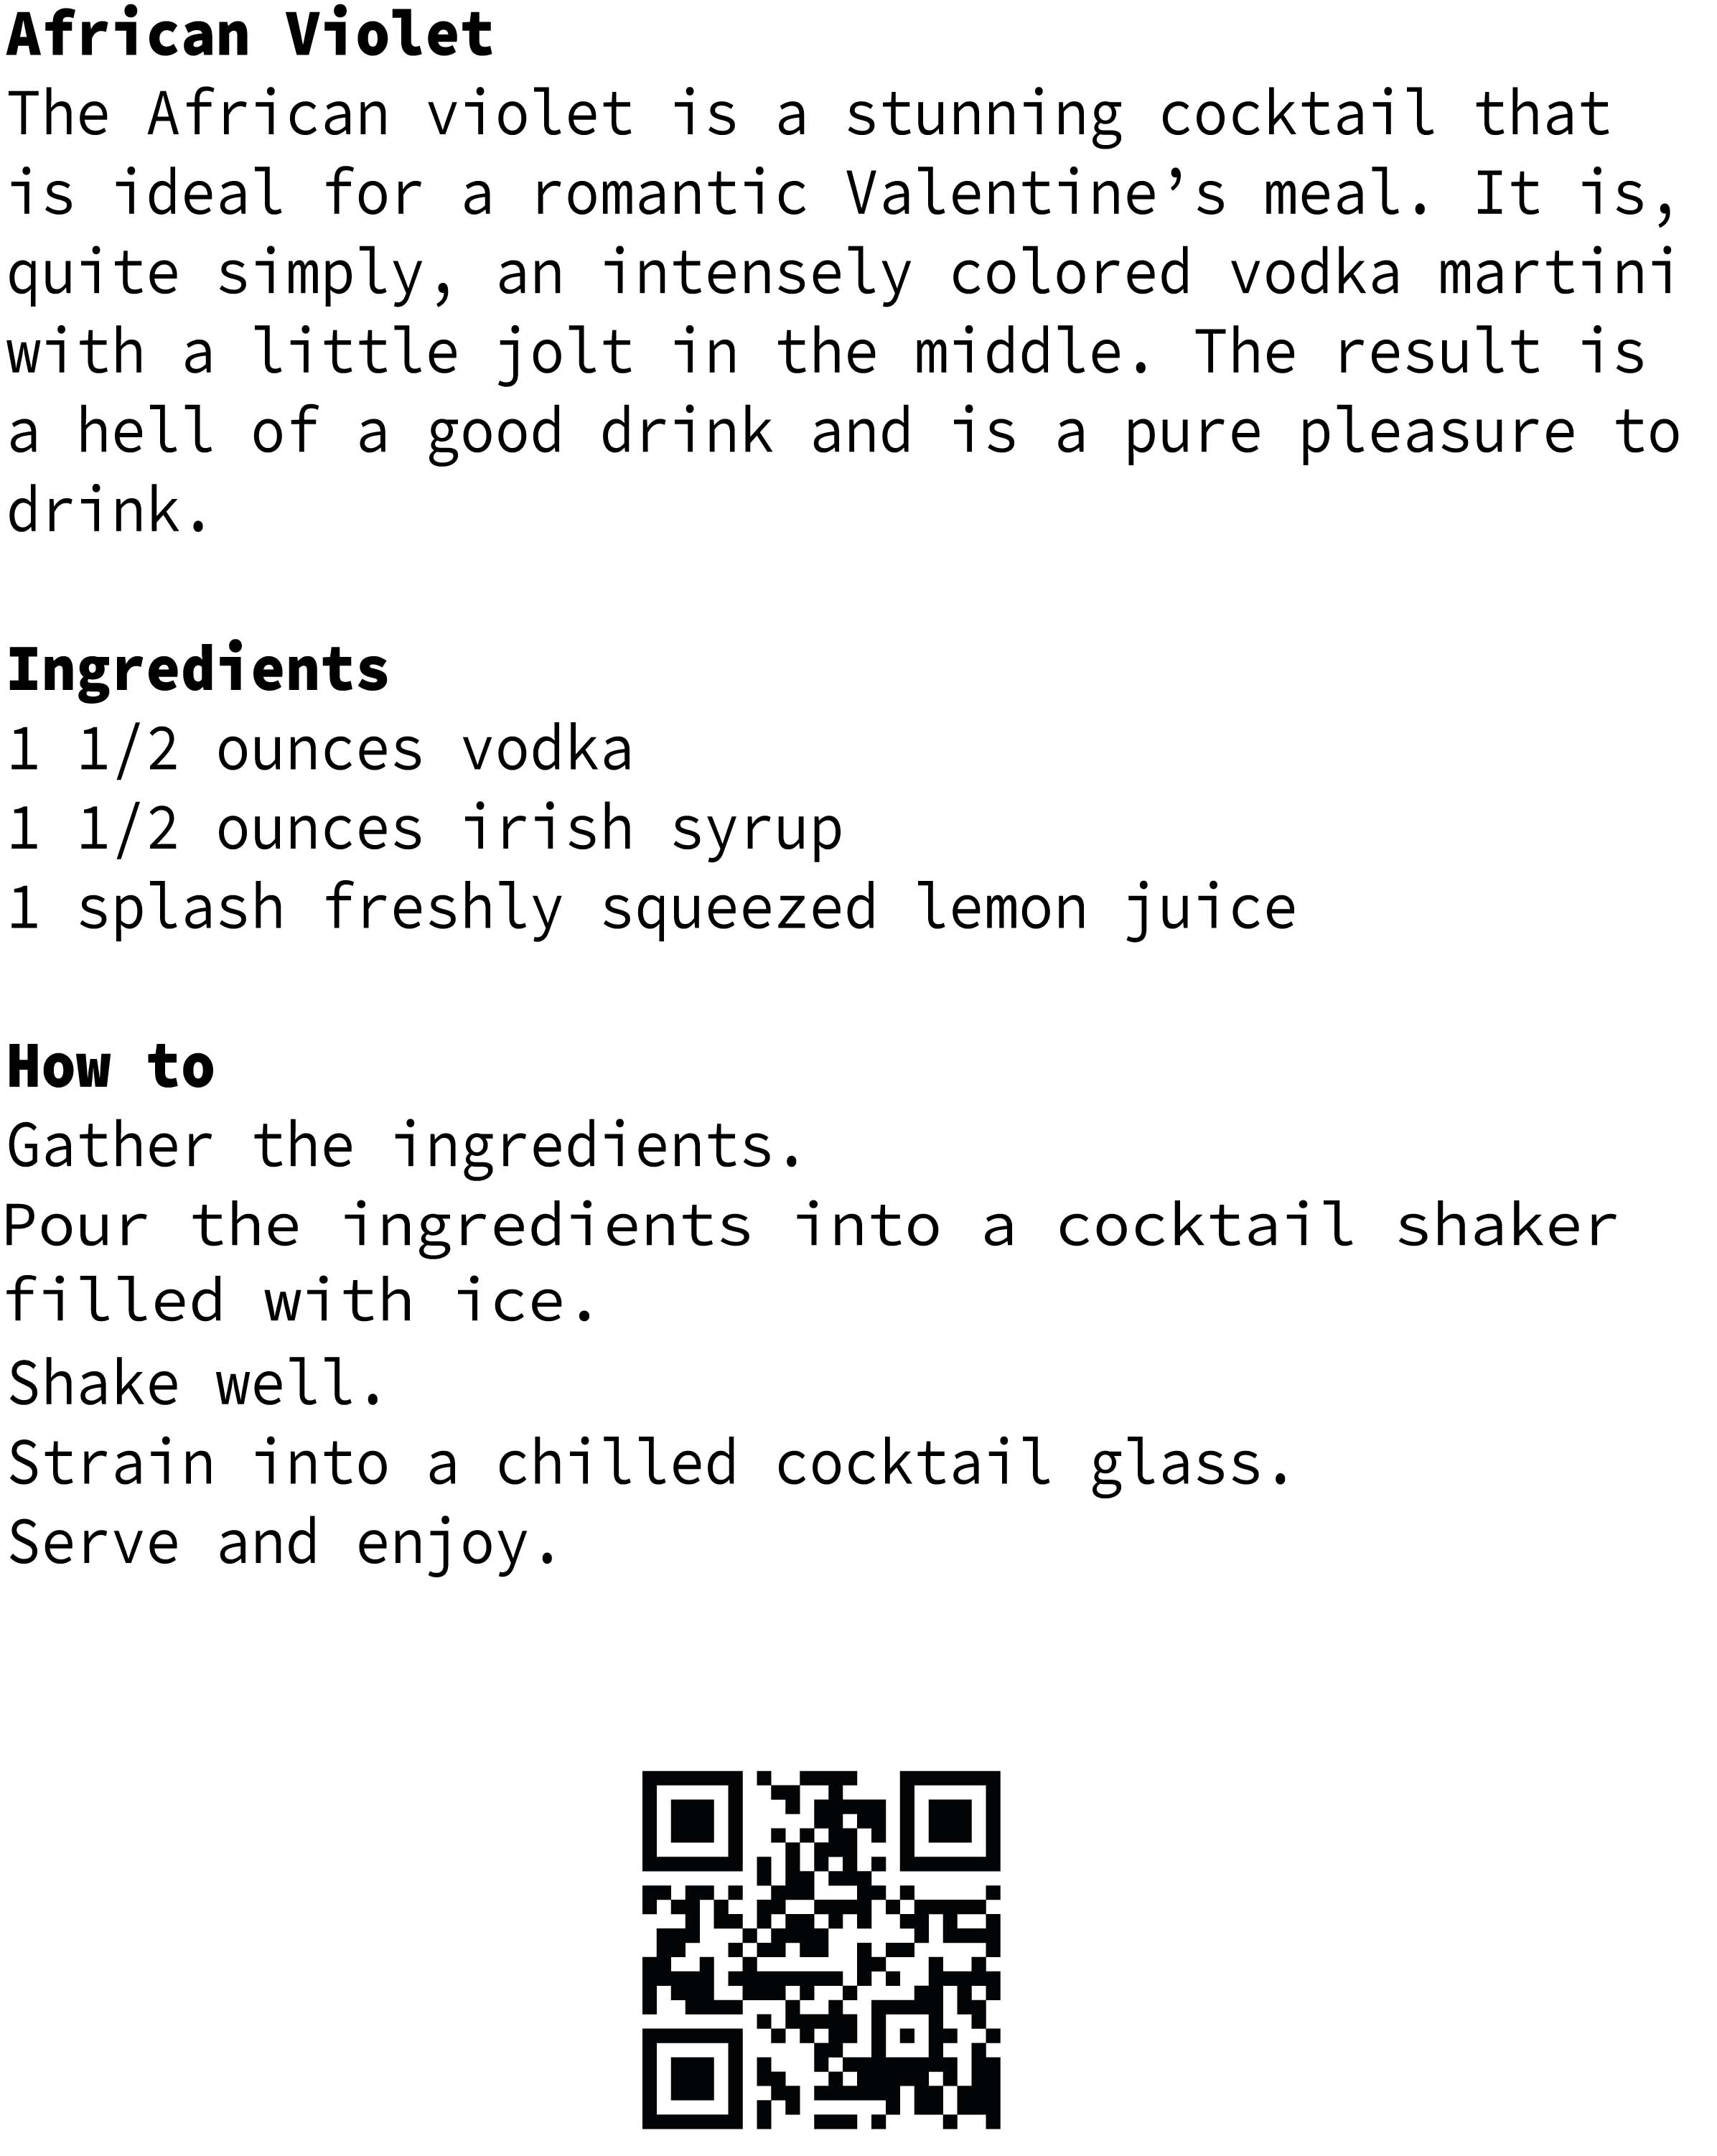 African Violet
The African violet is a stunning cocktail that
is ideal for a romantic Valentine’s meal. It is,
quite simply, an intensely colored vodka martini
with a little jolt in the middle. The result is
a hell of a good drink and is a pure pleasure to
drink.
Ingredients
1 1/2 ounces vodka
1 1/2 ounces irish syrup
1 splash freshly squeezed lemon juice
How to
Gather the ingredients.
Pour the ingredients into a cocktail shaker
filled with ice.
Shake well.
Strain into a chilled cocktail glass.
Serve and enjoy.